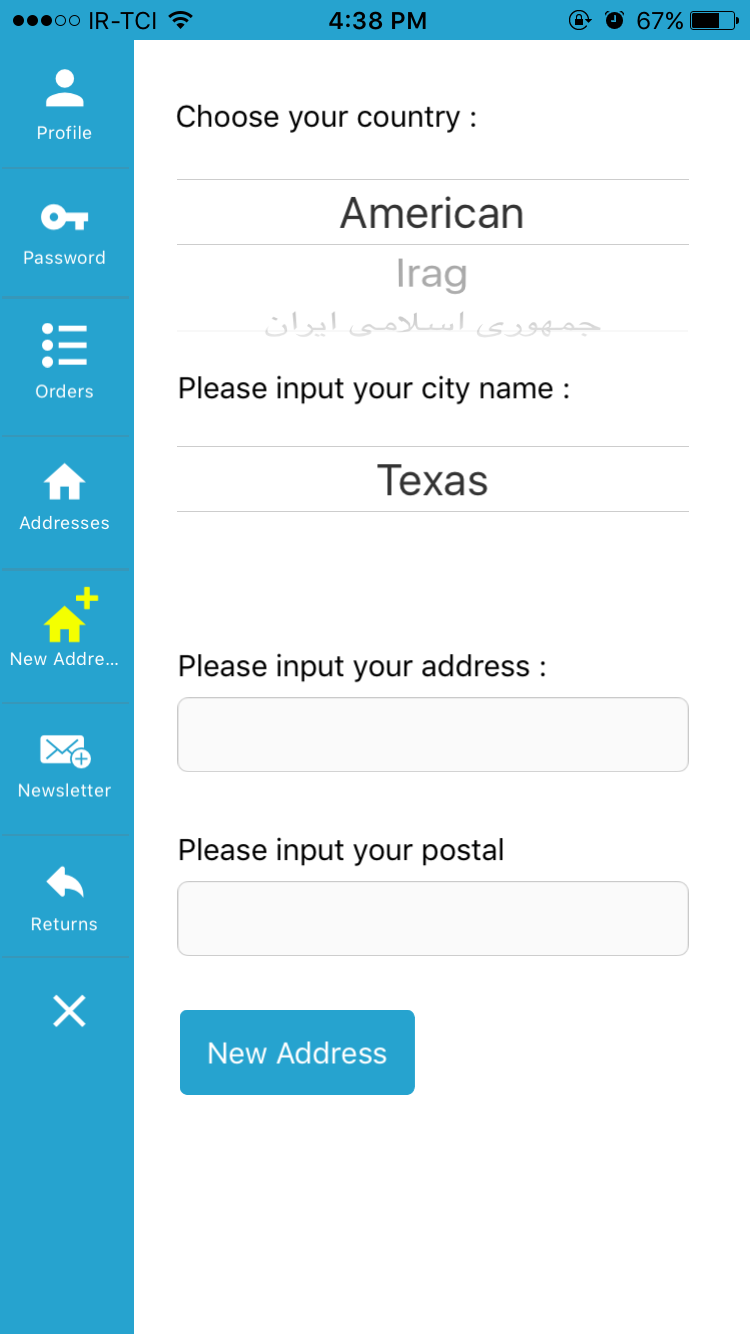 IR-TCI 4:38 PM 67%
Profile
Password
Orders
Addresses
New Addre...
Newsletter
Returns
Choose your country :
American
Irag
جمهوری اسلامی ایران
Please input your city name :
Texas
Please input your address :
Please input your postal
New Address